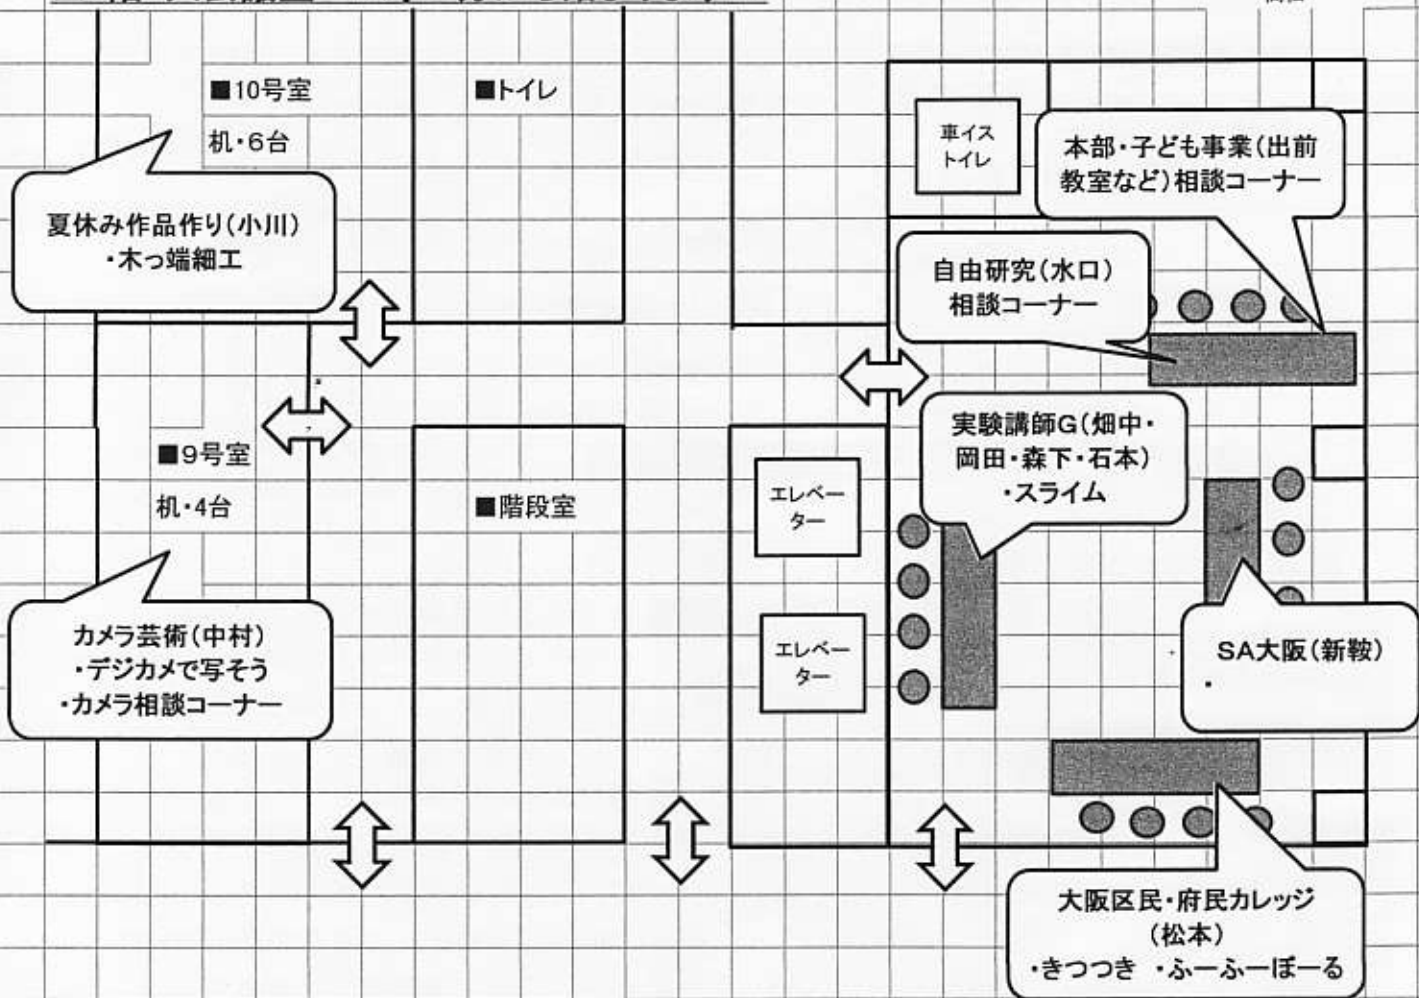 ■10号室
机・6台
■トイレ
車イス
トイレ
本部・子ども事業(出前
教室など)相談コーナー
夏休み作品作り(小川)
・木っ端細工
自由研究(水口)
相談コーナー
実験講師G(畑中・
岡田・森下・石本)
・スライム
■9号室
机・4台
■階段室
エレベー
ター
エレベー
ター
カメラ芸術(中村)
・デジカメで写そう
・カメラ相談コーナー
SA大阪(新鞍)
・
大阪区民・府民カレッジ
(松本)
・きつつき ・ふーふーぼーる